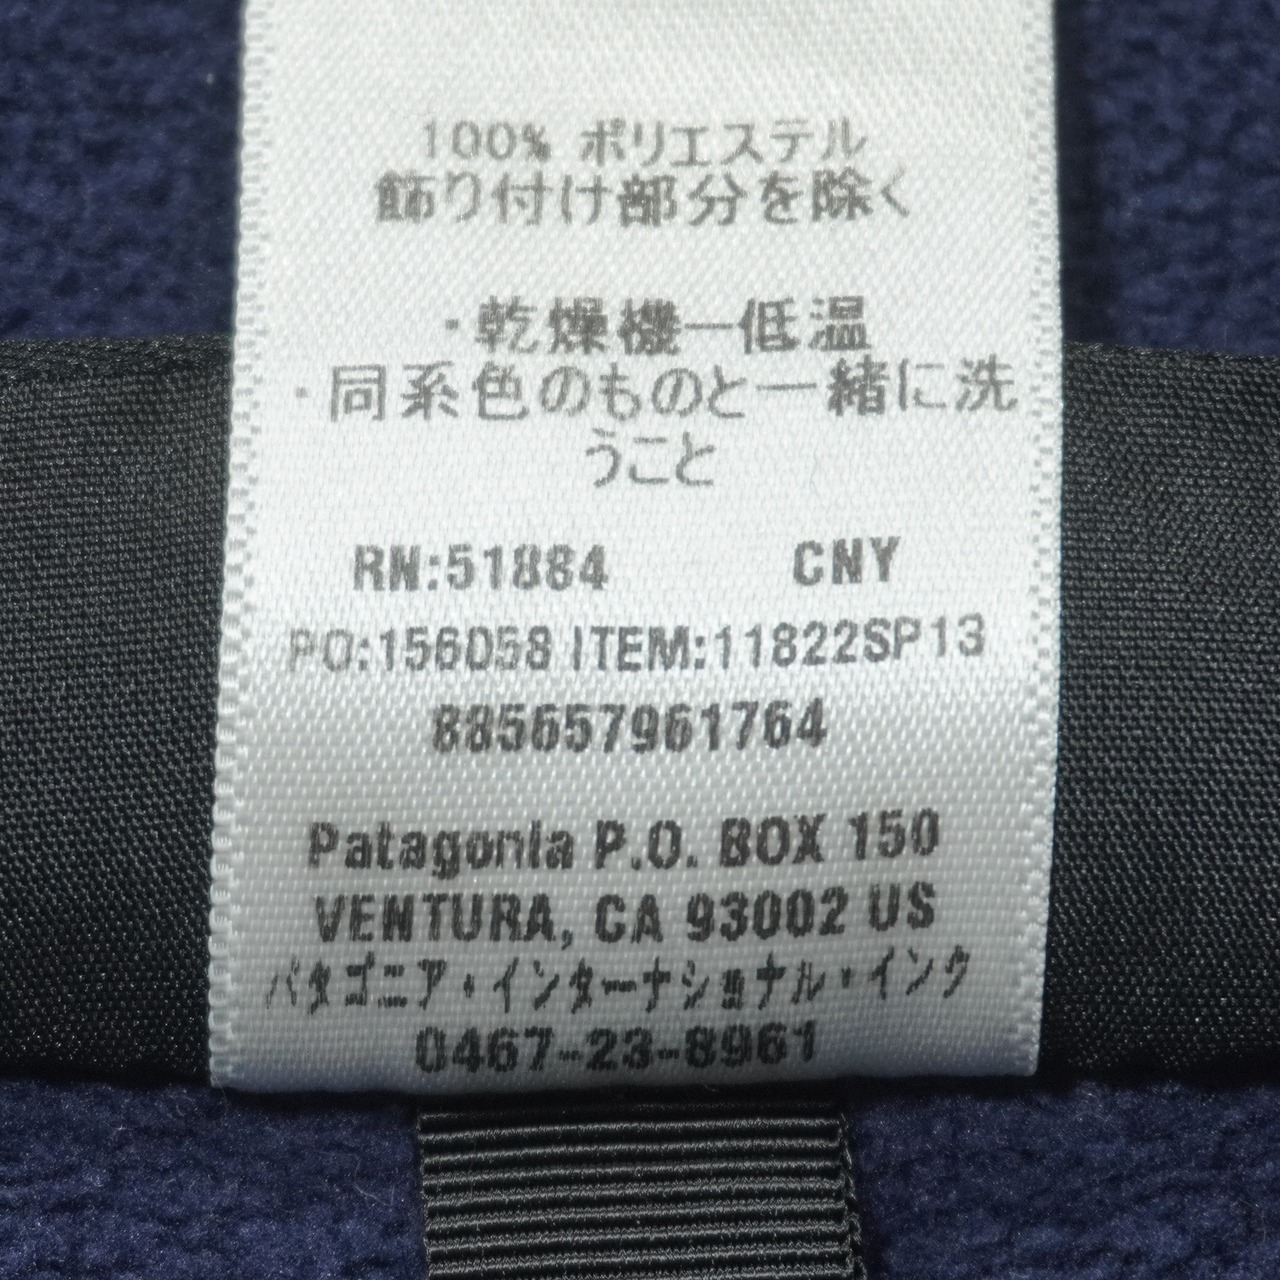 100% ポリエステル
飾り付け部分を除く
・乾燥機ー低温
・同系色のものと一緒に洗
うこと
RN:51884 CNY
PO:156058 ITEM:11822SP13
885657961764
Patagonia P.O. BOX 150
VENTURA, CA 93002 US
パタゴニア・インターナショナル・インク
0467-23-8961